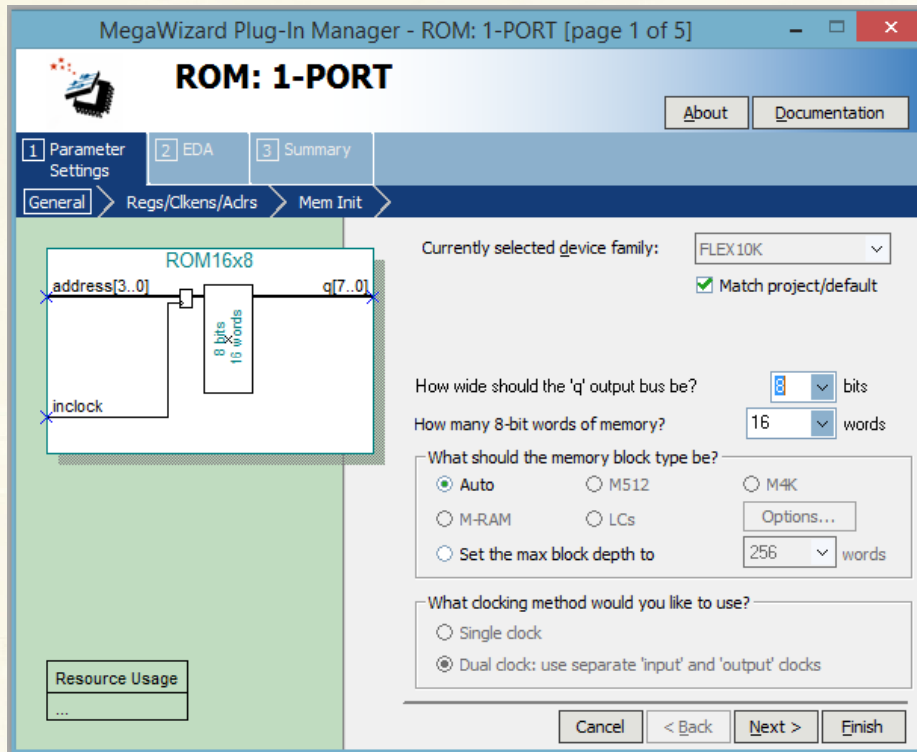 MegaWizard Plug-In Manager - ROM: 1-PORT [page 1 of 5]
ROM: 1-PORT
About Documentation
1 Parameter Settings
2 EDA
3 Summary
General Regs/Clkens/Aclrs Mem Init
ROM16x8
address[3..0] q[7..0]
8 bits
16 words
inclock
Resource Usage
...
Currently selected device family: FLEX10K
Match project/default
How wide should the 'q' output bus be? 8 bits
How many 8-bit words of memory? 16 words
What should the memory block type be?
Auto M512 M4K
M-RAM LCs Options...
Set the max block depth to 256 words
What clocking method would you like to use?
Single clock
Dual clock: use separate 'input' and 'output' clocks
Cancel < Back Next > Finish